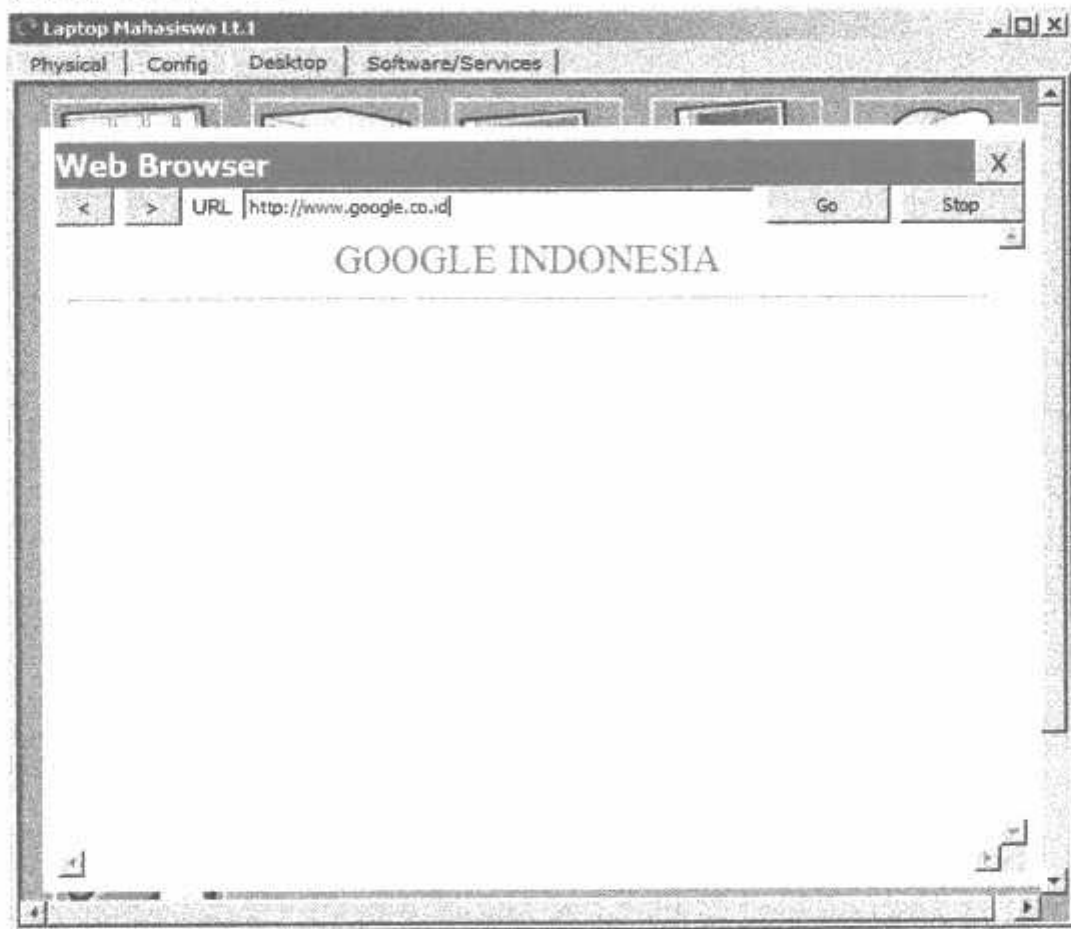 Laptop Mahasiswa Lt.1
Physical Config Desktop Software/Services
Web Browser X
< > URL http://www.google.co.id Go Stop
GOOGLE INDONESIA